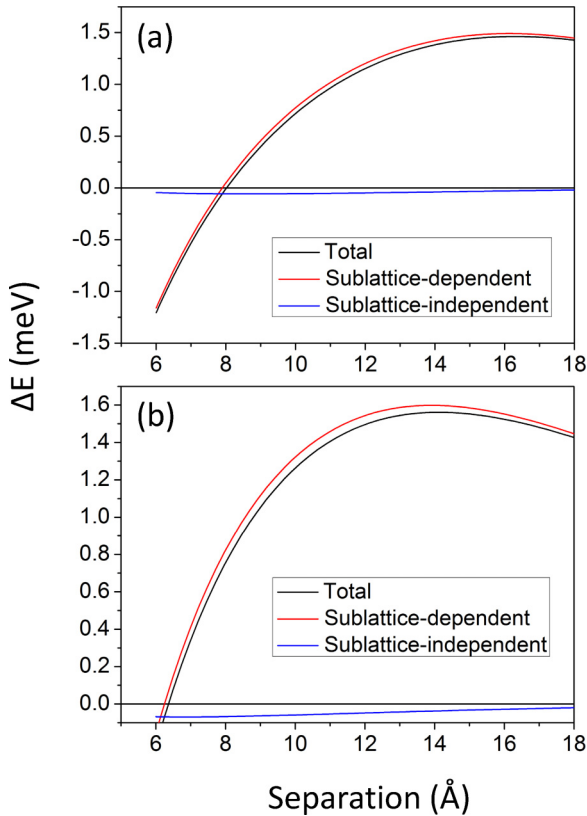 (a)
1.5
1.0
0.5
0.0
-0.5
-1.0
-1.5
Total
Sublattice-dependent
Sublattice-independent
6 8 10 12 14 16 18
ΔE (meV)
(b)
1.6
1.4
1.2
1.0
0.8
0.6
0.4
0.2
0.0
Total
Sublattice-dependent
Sublattice-independent
6 8 10 12 14 16 18
Separation (Å)